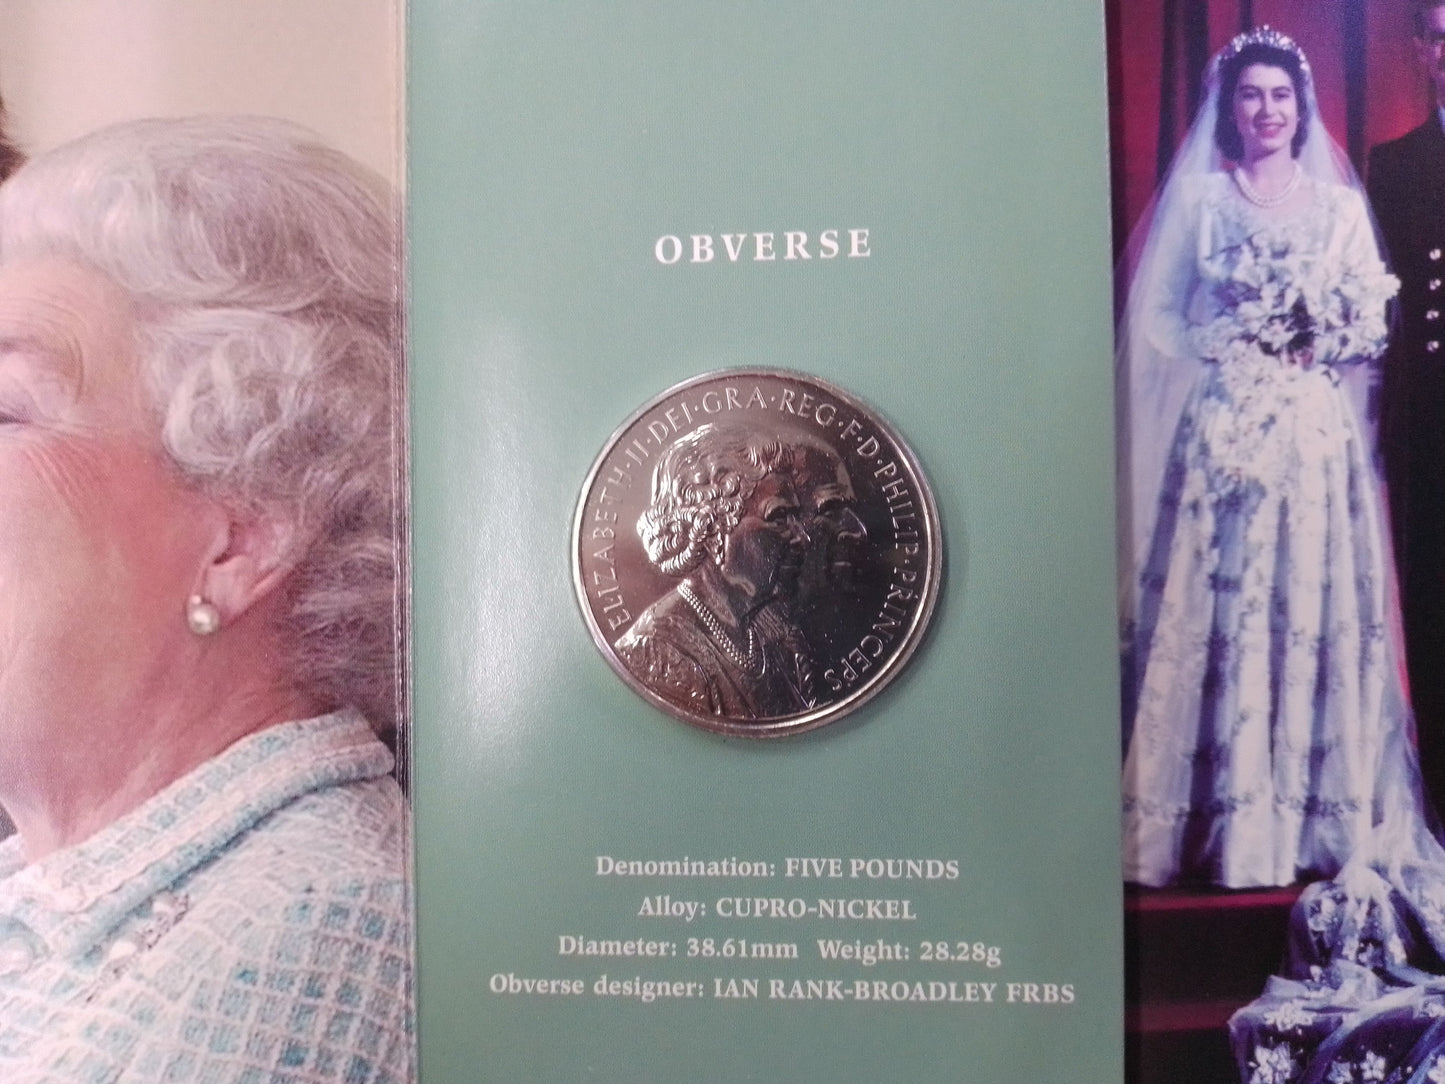 OBVERSE
ELIZABETH·II·DEI·GRA·REG·F·D·PHILIP·PRINCEPS
Denomination: FIVE POUNDS
Alloy: CUPRO-NICKEL
Diameter: 38.61mm Weight: 28.28g
Obverse designer: IAN RANK-BROADLEY FRBS